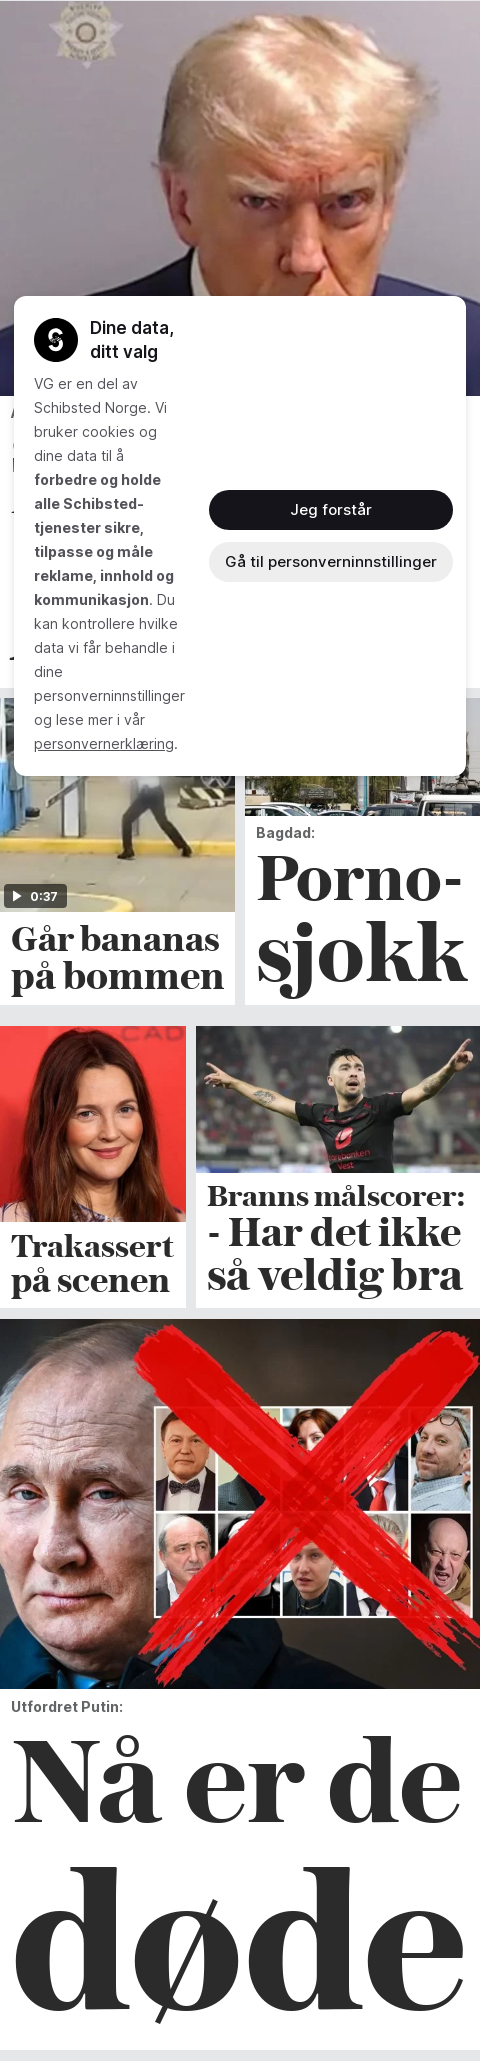 Dine data,
ditt valg
VG er en del av
Schibsted Norge. Vi
bruker cookies og
dine data til å
forbedre og holde
alle Schibsted-
tjenester sikre,
tilpasse og måle
reklame, innhold og
kommunikasjon. Du
kan kontrollere hvilke
data vi får behandle i
dine
personverninnstillinger
og lese mer i vår
personvernerklæring.
Jeg forstår
Gå til personverninnstillinger
0:37
Går bananas
på bommen
Bagdad:
Porno-
sjokk
CAD
Trakassert
på scenen
Branns målscorer:
- Har det ikke
så veldig bra
Utfordret Putin:
Nå er de
døde